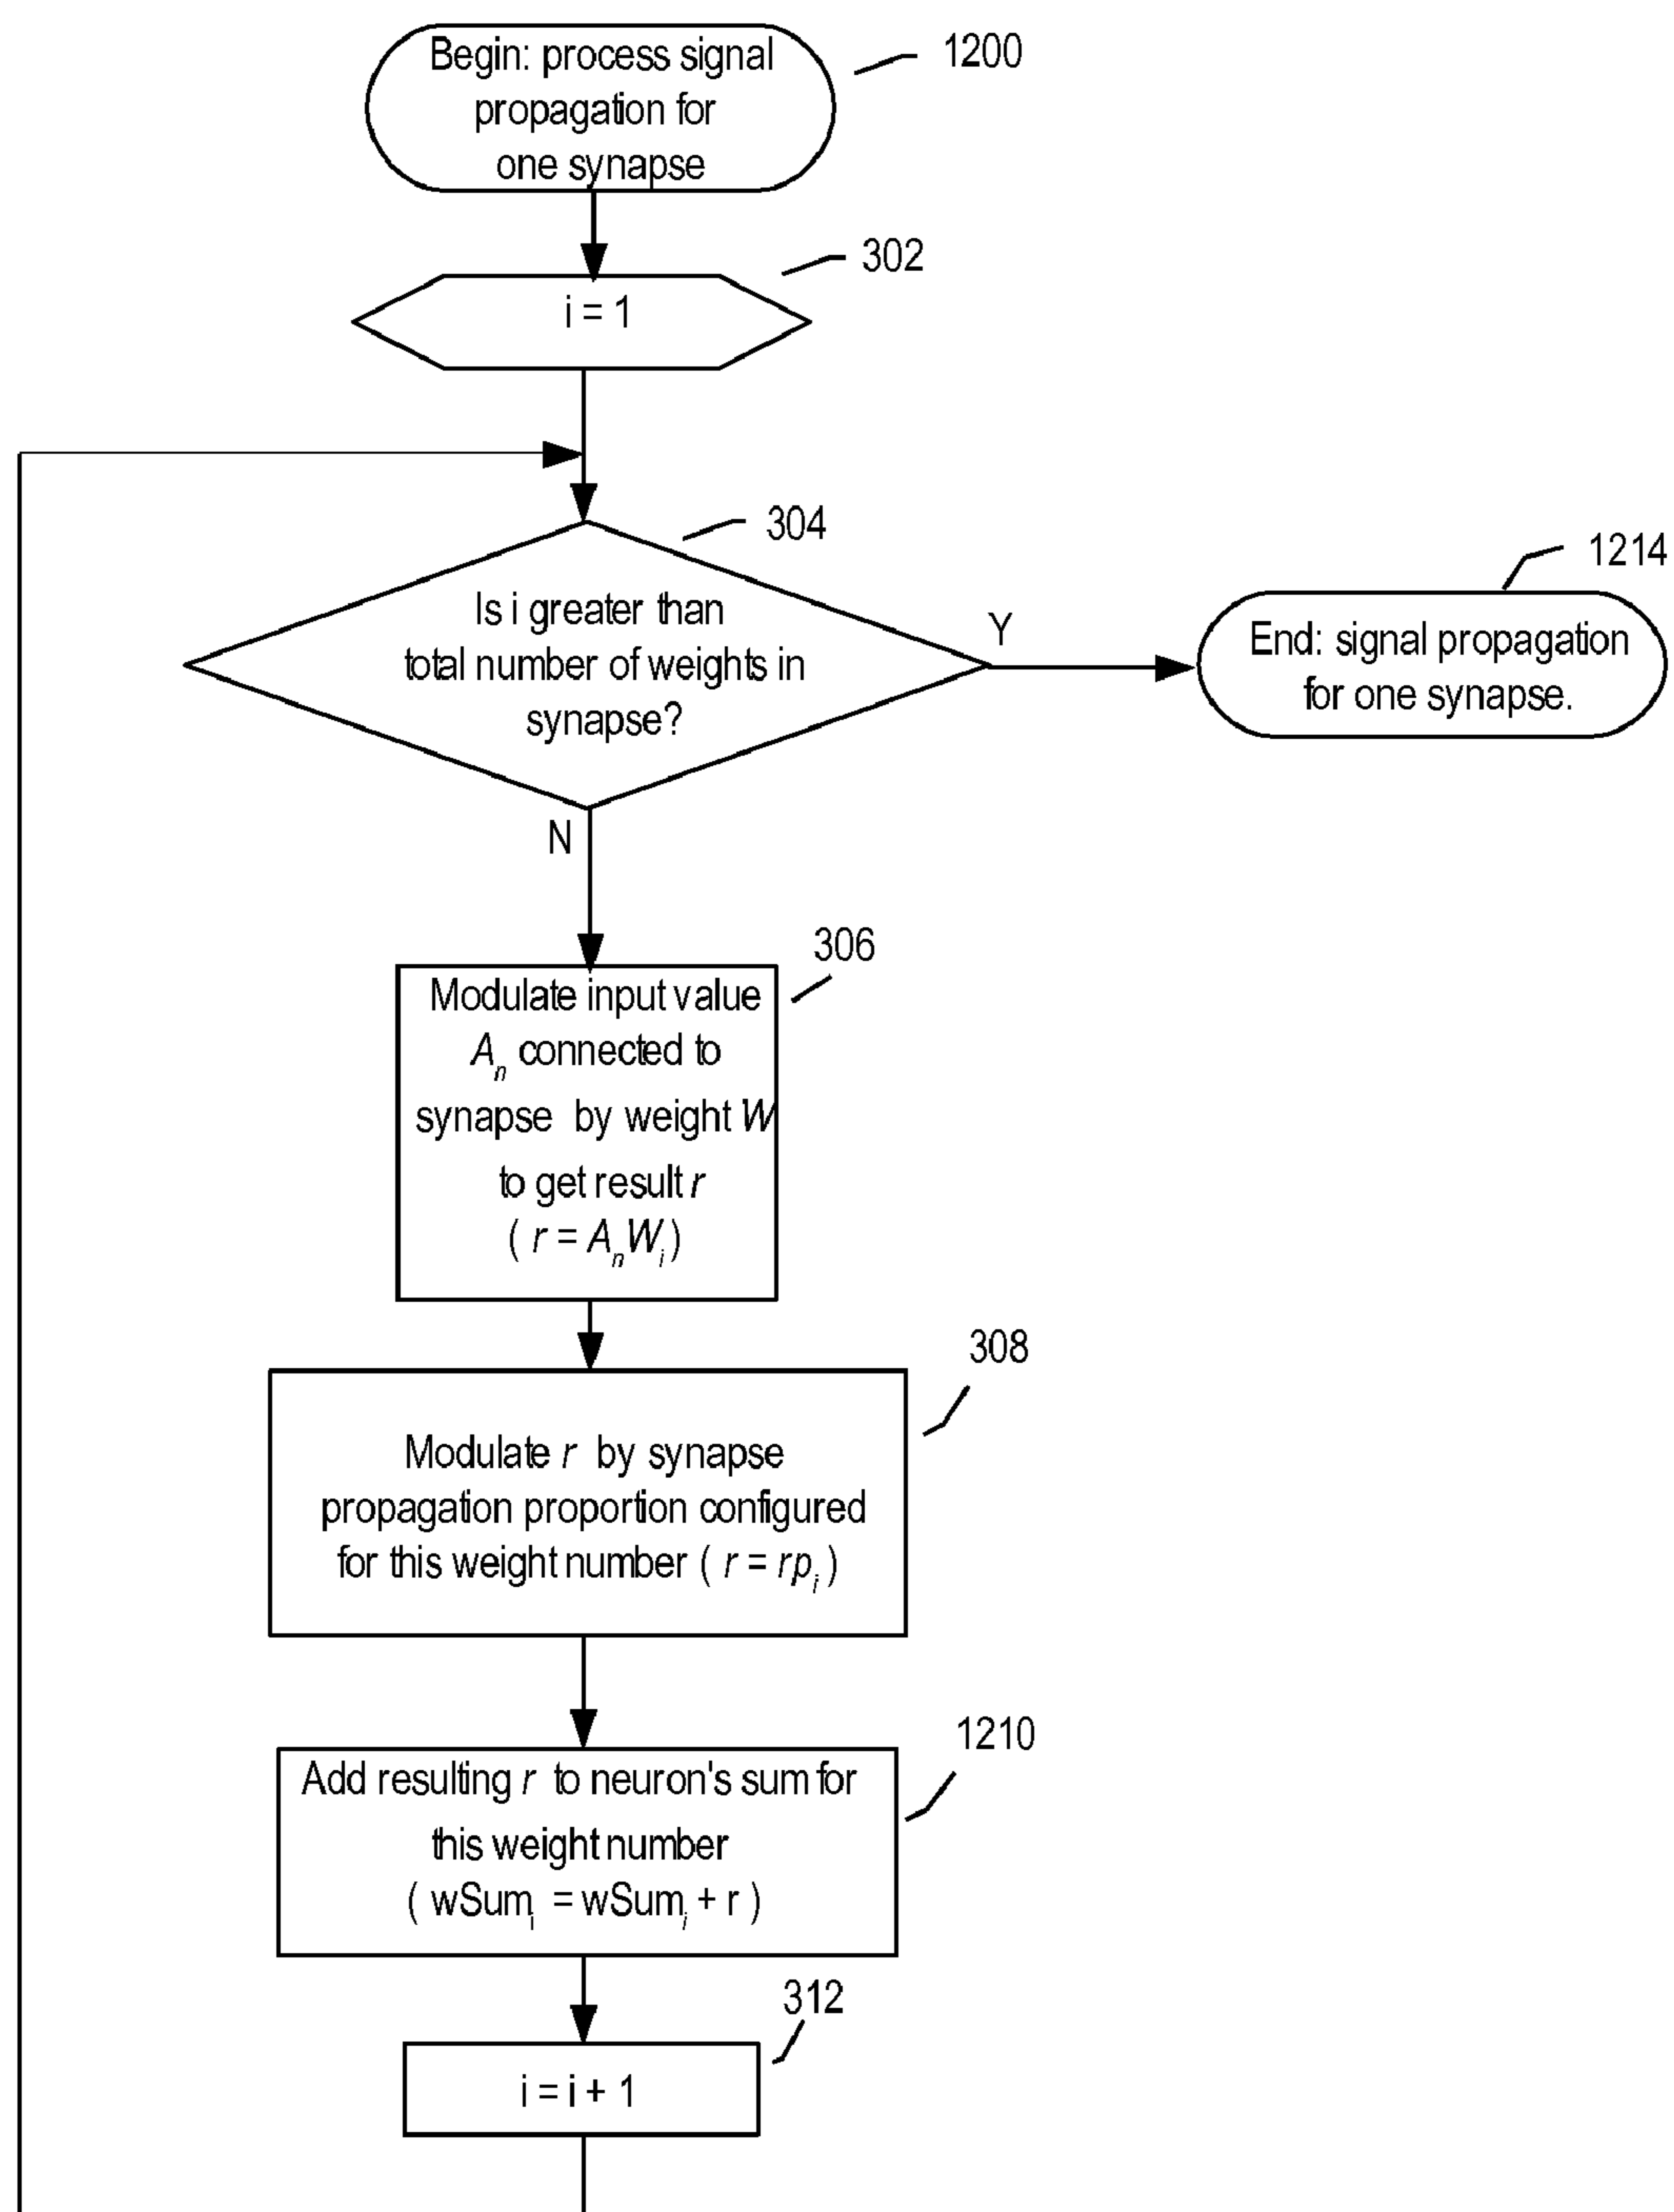 Begin: process signal
propagation for
one synapse
1200
302
i = 1
304
Is i greater than
total number of weights in
synapse?
Y
1214
End: signal propagation
for one synapse.
N
306
Modulate input value
Aₙ connected to
synapse by weight W
to get result r
( r = AₙWᵢ)
308
Modulate r by synapse
propagation proportion configured
for this weight number ( r = rpᵢ )
1210
Add resulting r to neuron's sum for
this weight number
( wSumᵢ = wSumᵢ + r )
312
i = i + 1